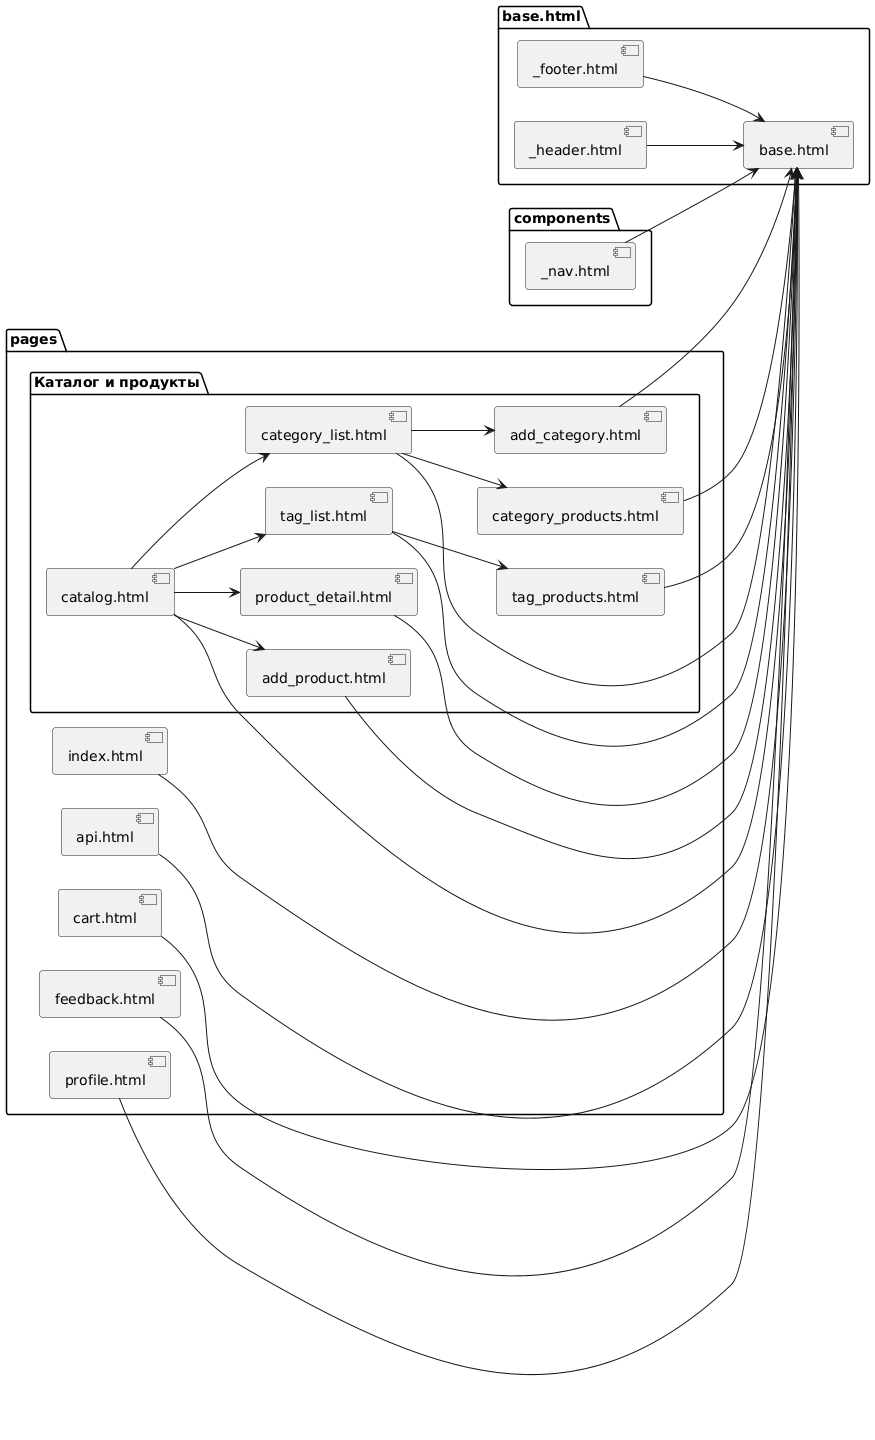 base.html
_footer.html
_header.html
base.html
components
_nav.html
pages
Каталог и продукты
category_list.html
add_category.html
tag_list.html
category_products.html
catalog.html
product_detail.html
tag_products.html
add_product.html
index.html
api.html
cart.html
feedback.html
profile.html